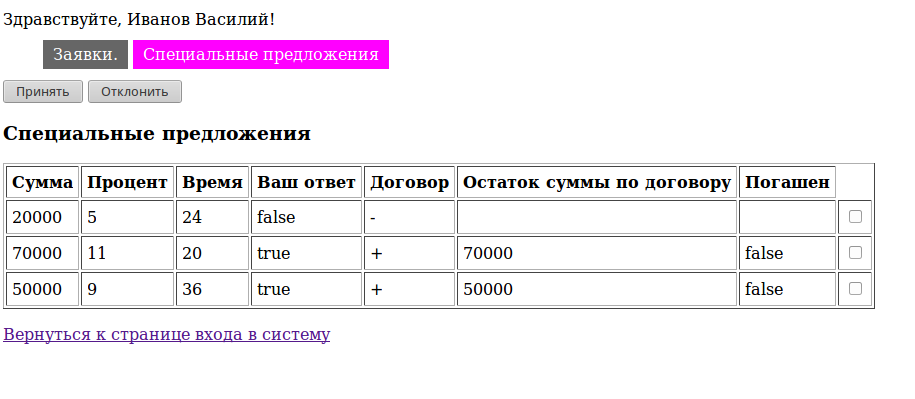 Здравствуйте, Иванов Василий!
Заявки. Специальные предложения
Принять Отклонить
Специальные предложения
Сумма Процент Время Ваш ответ Договор Остаток суммы по договору Погашен
20000 5 24 false -
70000 11 20 true + 70000 false
50000 9 36 true + 50000 false
Вернуться к странице входа в систему